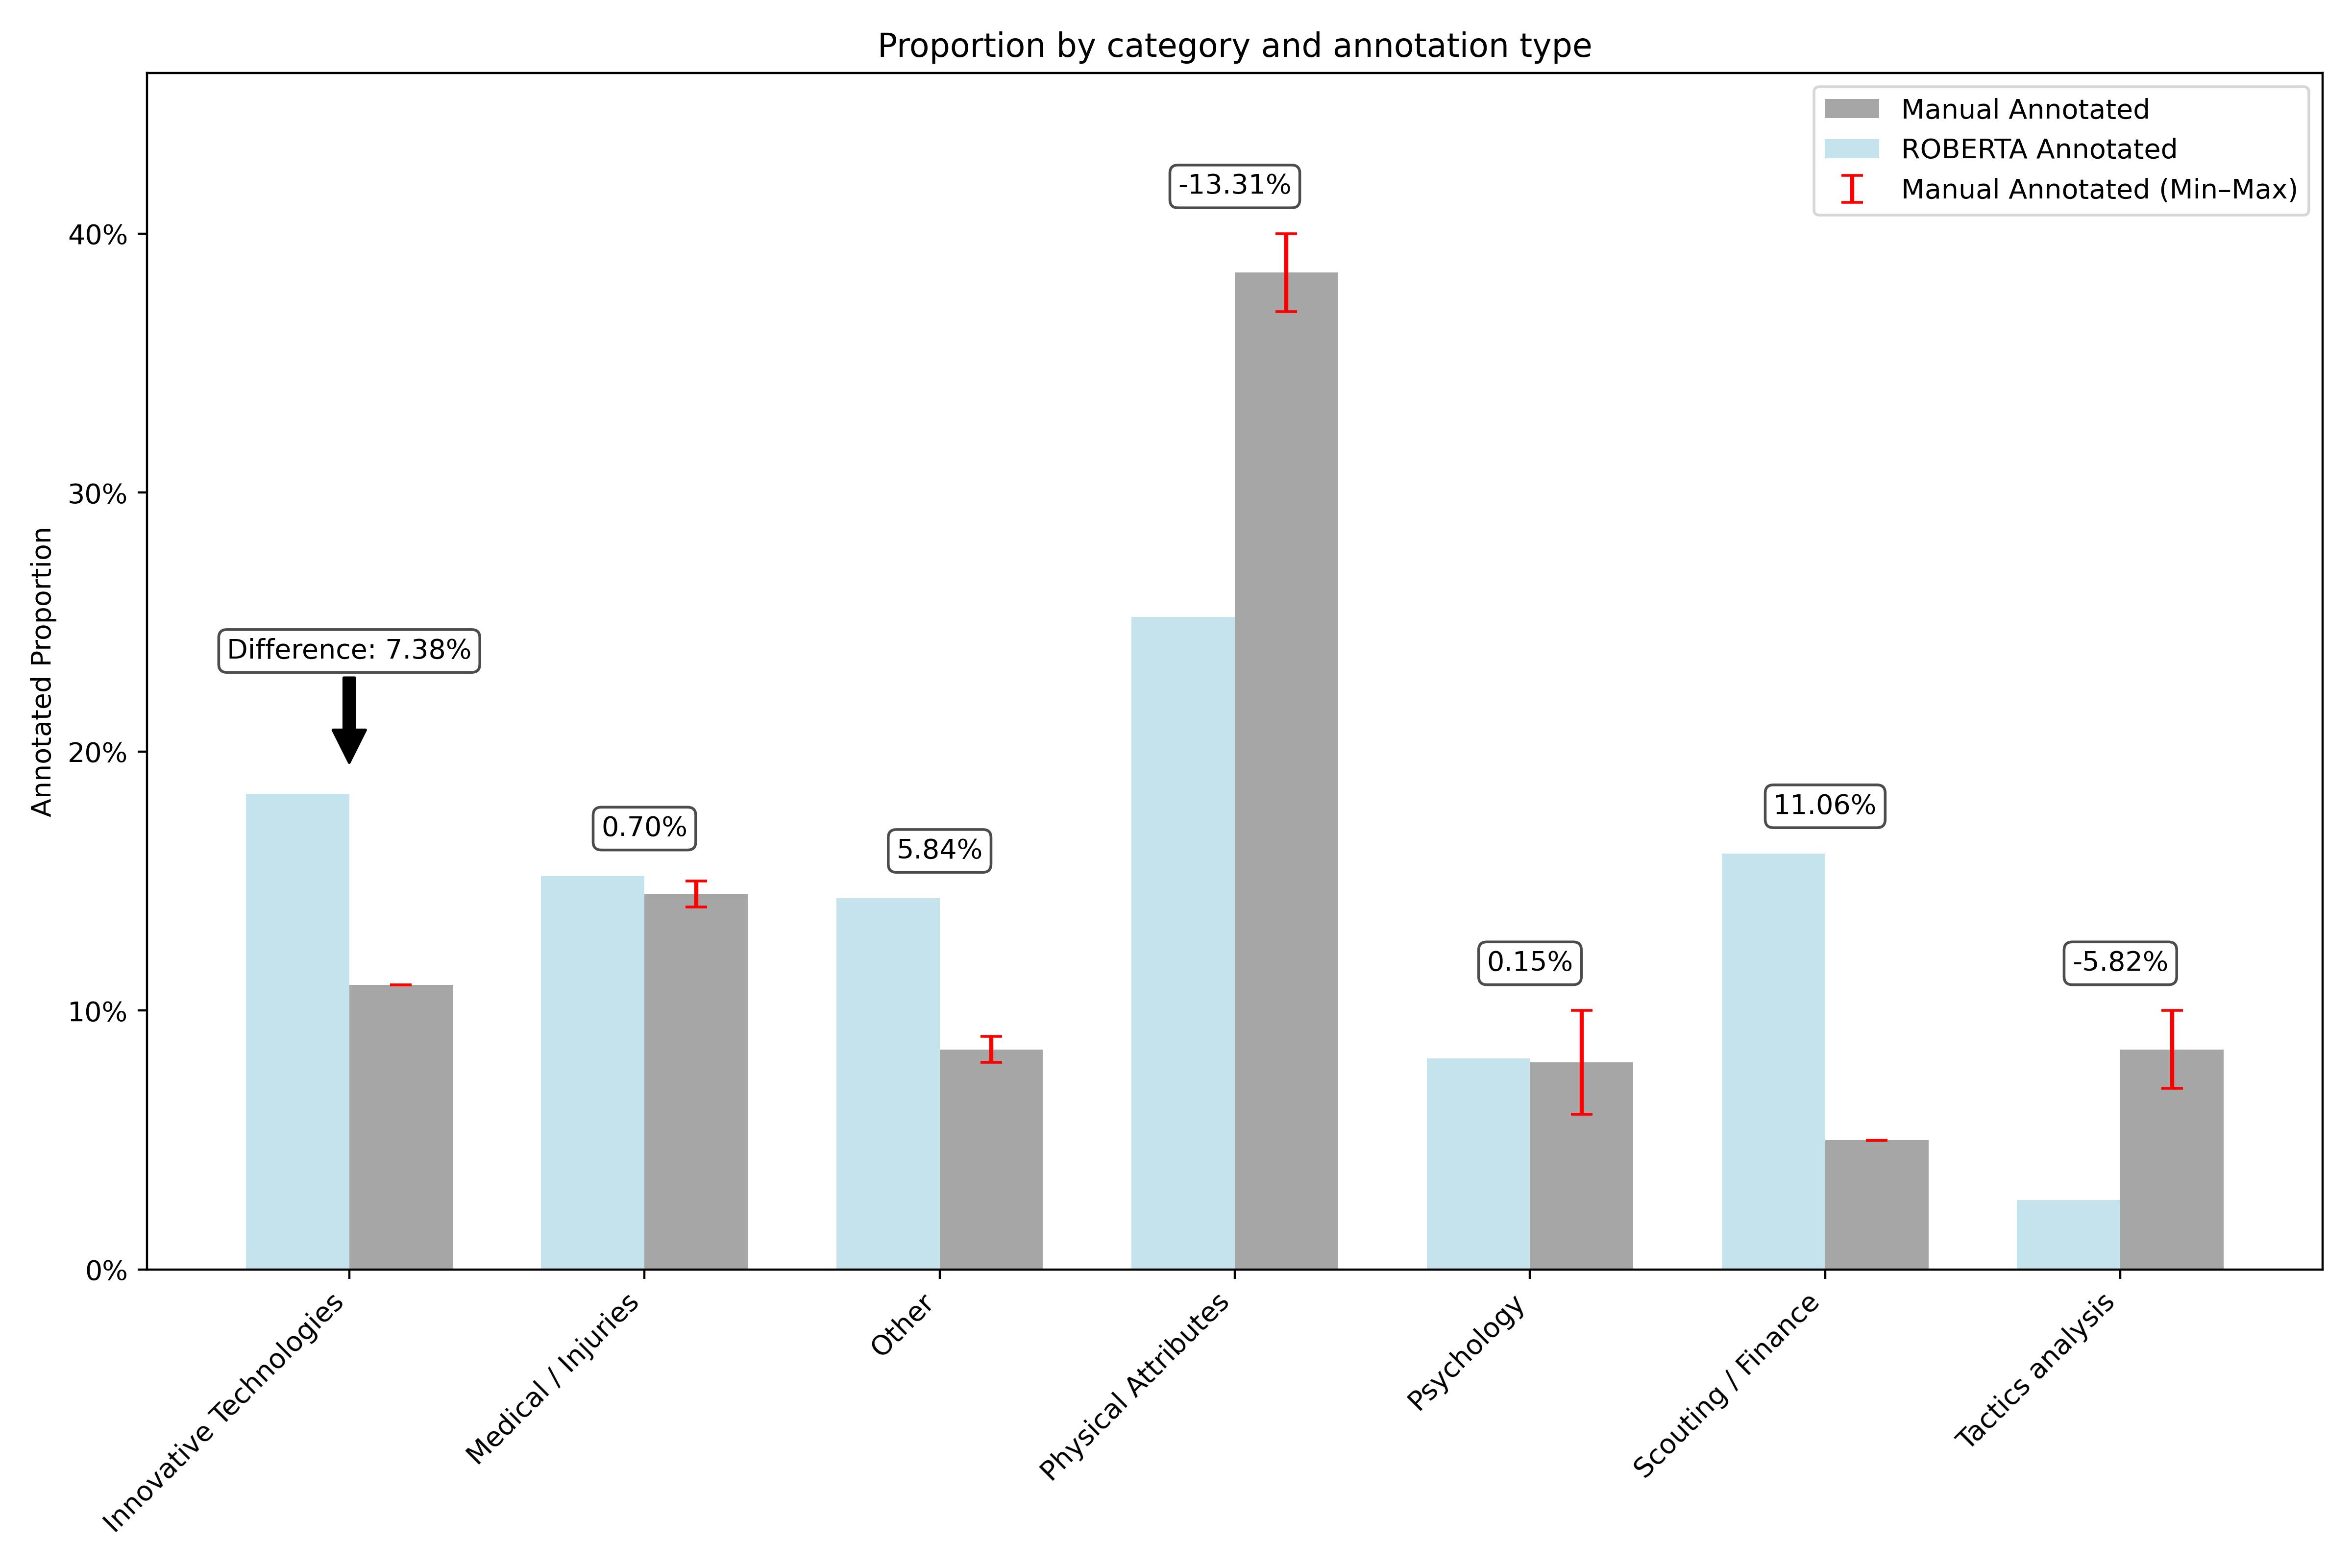 Proportion by category and annotation type
Manual Annotated
ROBERTA Annotated
Manual Annotated (Min–Max)
Annotated Proportion
40%
30%
20%
10%
0%
Difference: 7.38%
0.70%
5.84%
-13.31%
0.15%
11.06%
-5.82%
Innovative Technologies
Medical / Injuries
Other
Physical Attributes
Psychology
Scouting / Finance
Tactics analysis